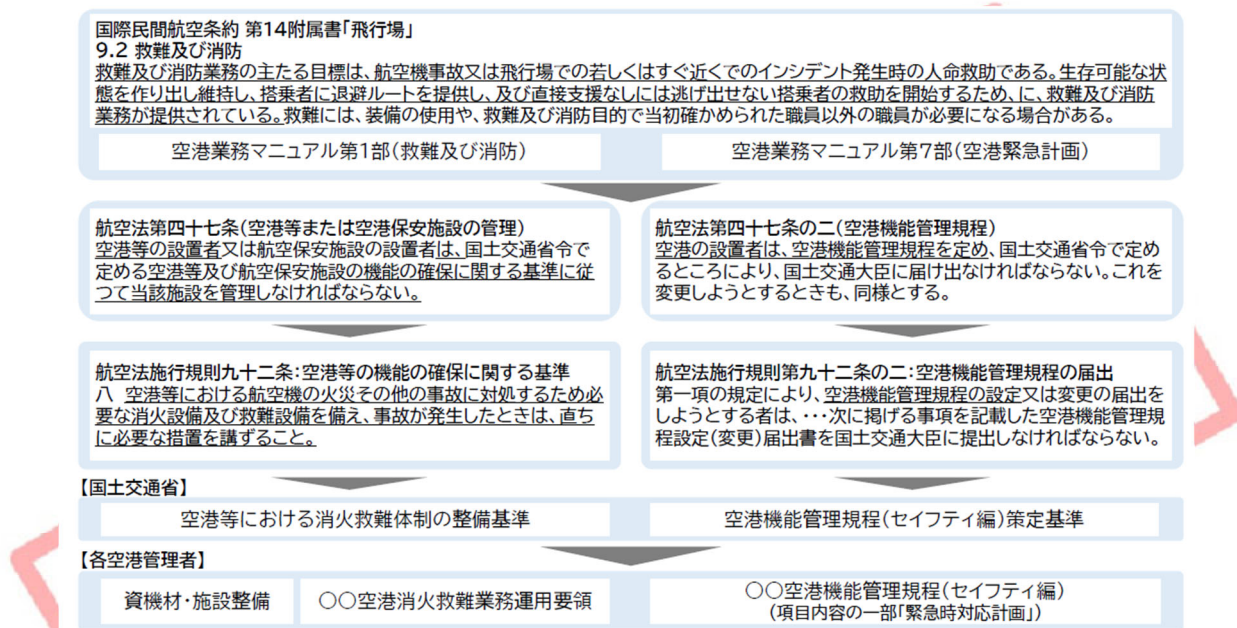 国際民間航空条約 第14附属書「飛行場」
9.2 救難及び消防
救難及び消防業務の主たる目標は、航空機事故又は飛行場での若しくはすぐ近くでのインシデント発生時の人命救助である。生存可能な状
態を作り出し維持し、搭乗者に退避ルートを提供し、及び直接支援なしには逃げ出せない搭乗者の救助を開始するため、に、救難及び消防
業務が提供されている。救難には、装備の使用や、救難及び消防目的で当初確かめられた職員以外の職員が必要になる場合がある。
空港業務マニュアル第1部(救難及び消防)
空港業務マニュアル第7部(空港緊急計画)
航空法第四十七条(空港等または空港保安施設の管理)
空港等の設置者又は航空保安施設の設置者は、国土交通省令で
定める空港等及び航空保安施設の機能の確保に関する基準に従
つて当該施設を管理しなければならない。
航空法第四十七条の二(空港機能管理規程)
空港の設置者は、空港機能管理規程を定め、国土交通省令で定め
るところにより、国土交通大臣に届け出なければならない。これを
変更しようとするときも、同様とする。
航空法施行規則九十二条:空港等の機能の確保に関する基準
八 空港等における航空機の火災その他の事故に対処するため必
要な消火設備及び救難設備を備え、事故が発生したときは、直ち
に必要な措置を講ずること。
航空法施行規則第九十二条の二:空港機能管理規程の届出
第一項の規定により、空港機能管理規程の設定又は変更の届出を
しようとする者は、・・・次に掲げる事項を記載した空港機能管理規
程設定(変更)届出書を国土交通大臣に提出しなければならない。
【国土交通省】
空港等における消火救難体制の整備基準
空港機能管理規程(セイフティ編)策定基準
【各空港管理者】
資機材・施設整備
○○空港消火救難業務運用要領
○○空港機能管理規程(セイフティ編)
(項目内容の一部「緊急時対応計画」)